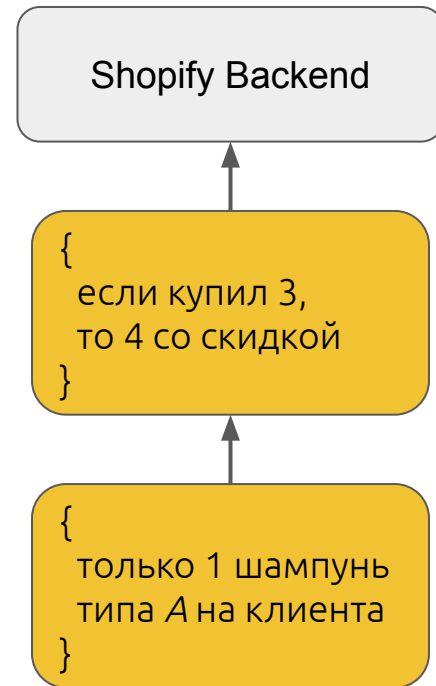 Shopify Backend
{
если купил 3,
то 4 со скидкой
}
{
только 1 шампунь
типа А на клиента
}